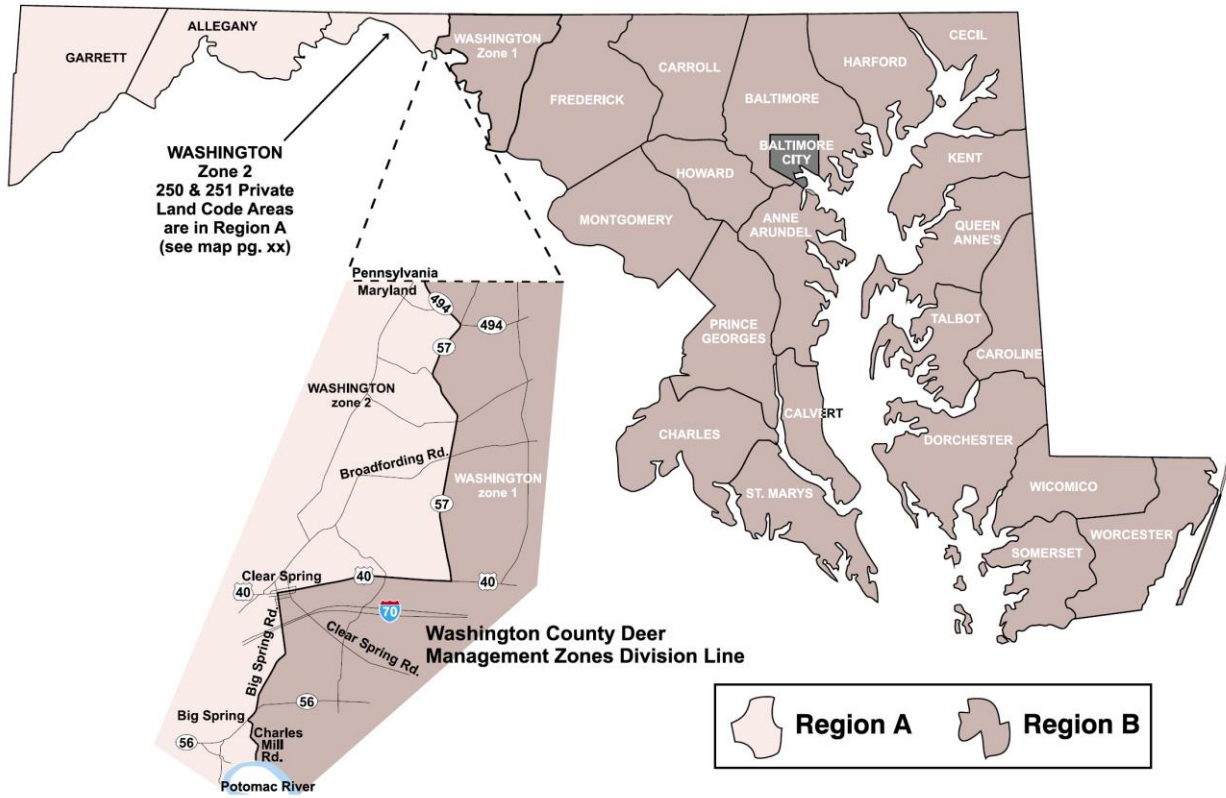 GARRETT
ALLEGANY
WASHINGTON
Zone 1
FREDERICK
CARROLL
BALTIMORE
HARFORD
CECIL
BALTIMORE
CITY
KENT
HOWARD
MONTGOMERY
ANNE
ARUNDEL
QUEEN
ANNE'S
WASHINGTON
Zone 2
250 & 251 Private
Land Code Areas
are in Region A
(see map pg. xx)
PRINCE
GEORGES
TALBOT
CAROLINE
CALVERT
CHARLES
ST. MARYS
DORCHESTER
WICOMICO
SOMERSET
WORCESTER
Pennsylvania
Maryland
494
494
57
WASHINGTON
zone 2
Broadfording Rd.
WASHINGTON
zone 1
57
Clear Spring
40
40
40
70
Big Spring Rd.
Clear Spring Rd.
Washington County Deer
Management Zones Division Line
56
Big Spring
56
Charles
Mill
Rd.
Potomac River
Region A
Region B